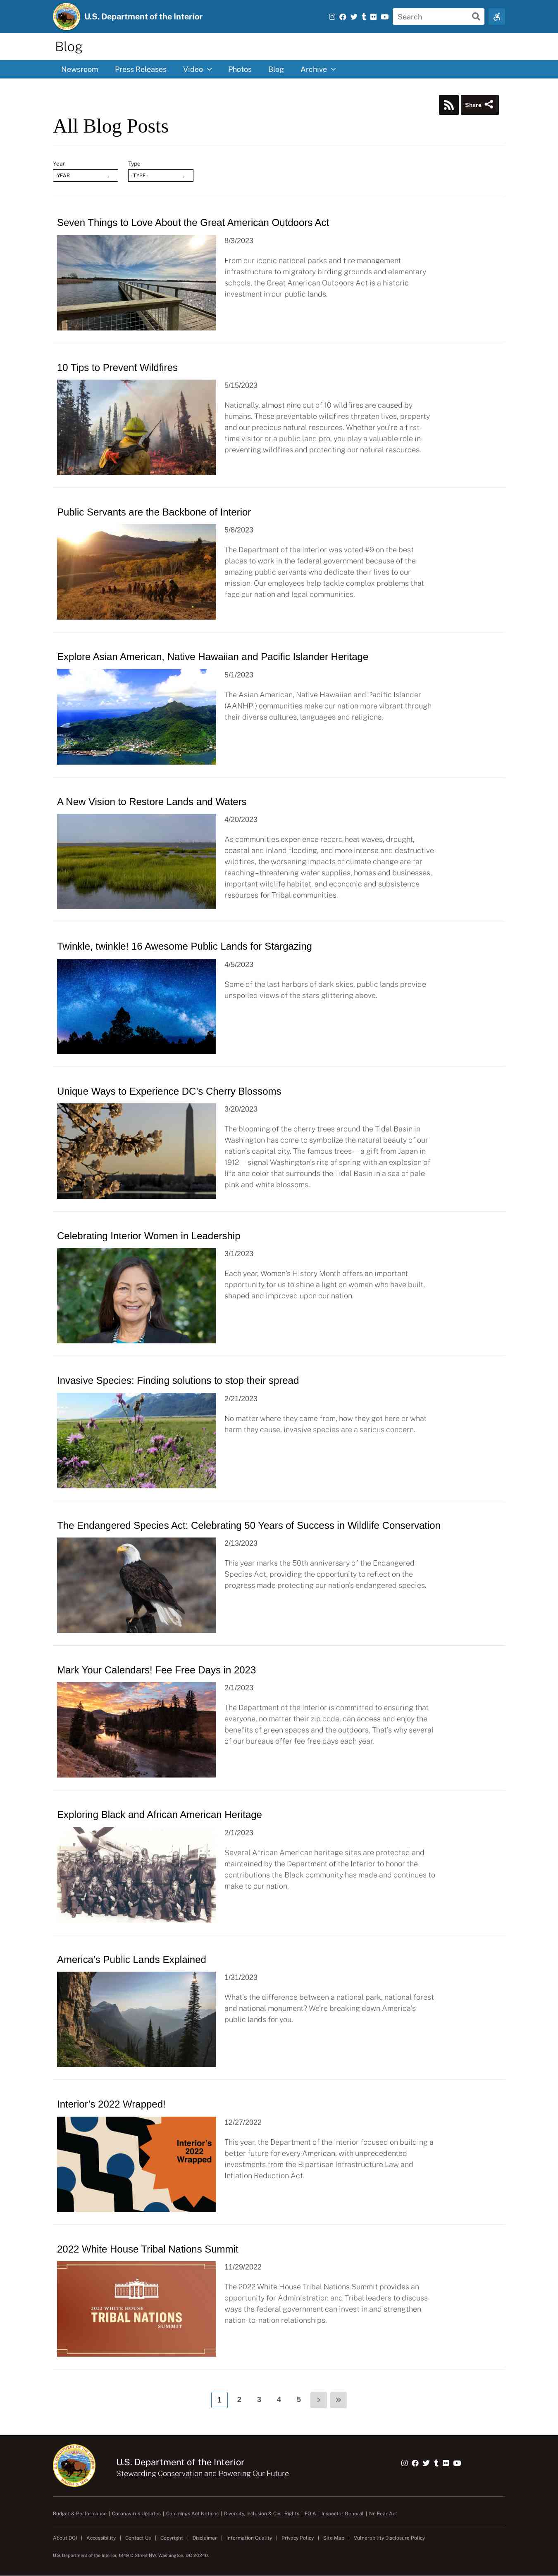 U.S. Department of the Interior
Search
Blog
Newsroom Press Releases Video Photos Blog Archive
Share
All Blog Posts
Year Type
-YEAR - TYPE -
Seven Things to Love About the Great American Outdoors Act
8/3/2023
From our iconic national parks and fire management
infrastructure to migratory birding grounds and elementary
schools, the Great American Outdoors Act is a historic
investment in our public lands.
10 Tips to Prevent Wildfires
5/15/2023
Nationally, almost nine out of 10 wildfires are caused by
humans. These preventable wildfires threaten lives, property
and our precious natural resources. Whether you're a first-
time visitor or a public land pro, you play a valuable role in
preventing wildfires and protecting our natural resources.
Public Servants are the Backbone of Interior
5/8/2023
The Department of the Interior was voted #9 on the best
places to work in the federal government because of the
amazing public servants who dedicate their lives to our
mission. Our employees help tackle complex problems that
face our nation and local communities.
Explore Asian American, Native Hawaiian and Pacific Islander Heritage
5/1/2023
The Asian American, Native Hawaiian and Pacific Islander
(AANHPI) communities make our nation more vibrant through
their diverse cultures, languages and religions.
A New Vision to Restore Lands and Waters
4/20/2023
As communities experience record heat waves, drought,
coastal and inland flooding, and more intense and destructive
wildfires, the worsening impacts of climate change are far
reaching–threatening water supplies, homes and businesses,
important wildlife habitat, and economic and subsistence
resources for Tribal communities.
Twinkle, twinkle! 16 Awesome Public Lands for Stargazing
4/5/2023
Some of the last harbors of dark skies, public lands provide
unspoiled views of the stars glittering above.
Unique Ways to Experience DC's Cherry Blossoms
3/20/2023
The blooming of the cherry trees around the Tidal Basin in
Washington has come to symbolize the natural beauty of our
nation's capital city. The famous trees — a gift from Japan in
1912 — signal Washington's rite of spring with an explosion of
life and color that surrounds the Tidal Basin in a sea of pale
pink and white blossoms.
Celebrating Interior Women in Leadership
3/1/2023
Each year, Women's History Month offers an important
opportunity for us to shine a light on women who have built,
shaped and improved upon our nation.
Invasive Species: Finding solutions to stop their spread
2/21/2023
No matter where they came from, how they got here or what
harm they cause, invasive species are a serious concern.
The Endangered Species Act: Celebrating 50 Years of Success in Wildlife Conservation
2/13/2023
This year marks the 50th anniversary of the Endangered
Species Act, providing the opportunity to reflect on the
progress made protecting our nation's endangered species.
Mark Your Calendars! Fee Free Days in 2023
2/1/2023
The Department of the Interior is committed to ensuring that
everyone, no matter their zip code, can access and enjoy the
benefits of green spaces and the outdoors. That's why several
of our bureaus offer fee free days each year.
Exploring Black and African American Heritage
2/1/2023
Several African American heritage sites are protected and
maintained by the Department of the Interior to honor the
contributions the Black community has made and continues to
make to our nation.
America's Public Lands Explained
1/31/2023
What's the difference between a national park, national forest
and national monument? We're breaking down America's
public lands for you.
Interior's 2022 Wrapped!
Interior's
2022
Wrapped
12/27/2022
This year, the Department of the Interior focused on building a
better future for every American, with unprecedented
investments from the Bipartisan Infrastructure Law and
Inflation Reduction Act.
2022 White House Tribal Nations Summit
2022 WHITE HOUSE
TRIBAL NATIONS
SUMMIT
11/29/2022
The 2022 White House Tribal Nations Summit provides an
opportunity for Administration and Tribal leaders to discuss
ways the federal government can invest in and strengthen
nation-to-nation relationships.
1 2 3 4 5 › »
U.S. Department of the Interior
Stewarding Conservation and Powering Our Future
Budget & Performance | Coronavirus Updates | Cummings Act Notices | Diversity, Inclusion & Civil Rights | FOIA | Inspector General | No Fear Act
About DOI | Accessibility | Contact Us | Copyright | Disclaimer | Information Quality | Privacy Policy | Site Map | Vulnerability Disclosure Policy
U.S. Department of the Interior, 1849 C Street NW, Washington, DC 20240.